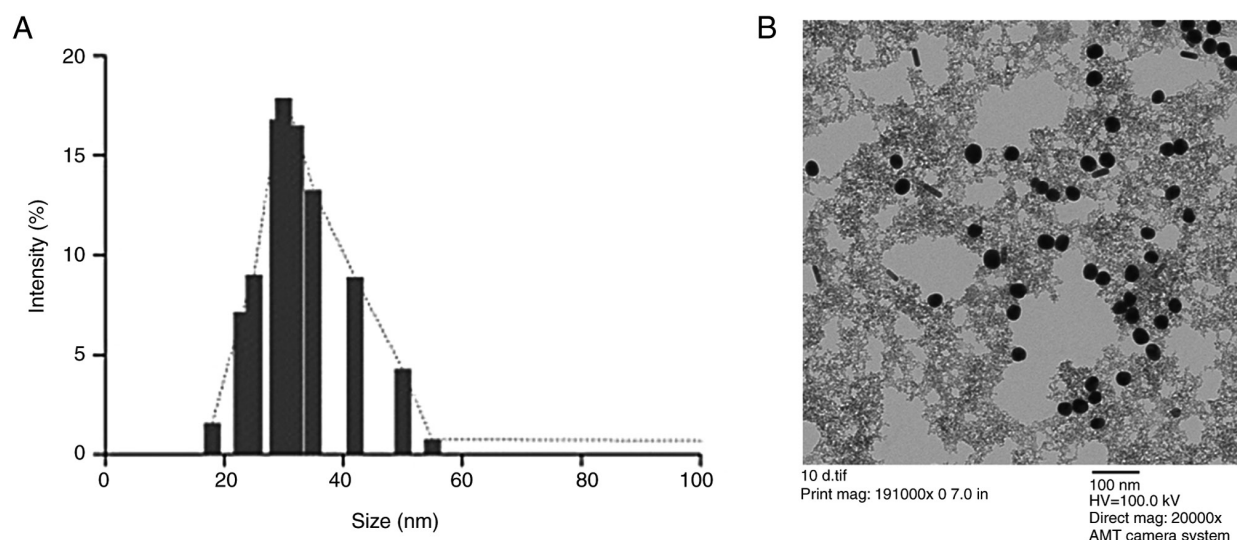 A
B
20
15
10
5
0
0
20
40
60
80
100
Intensity (%)
Size (nm)
10 d.tif
Print mag: 191000x 0 7.0 in
100 nm
HV=100.0 kV
Direct mag: 20000x
AMT camera system